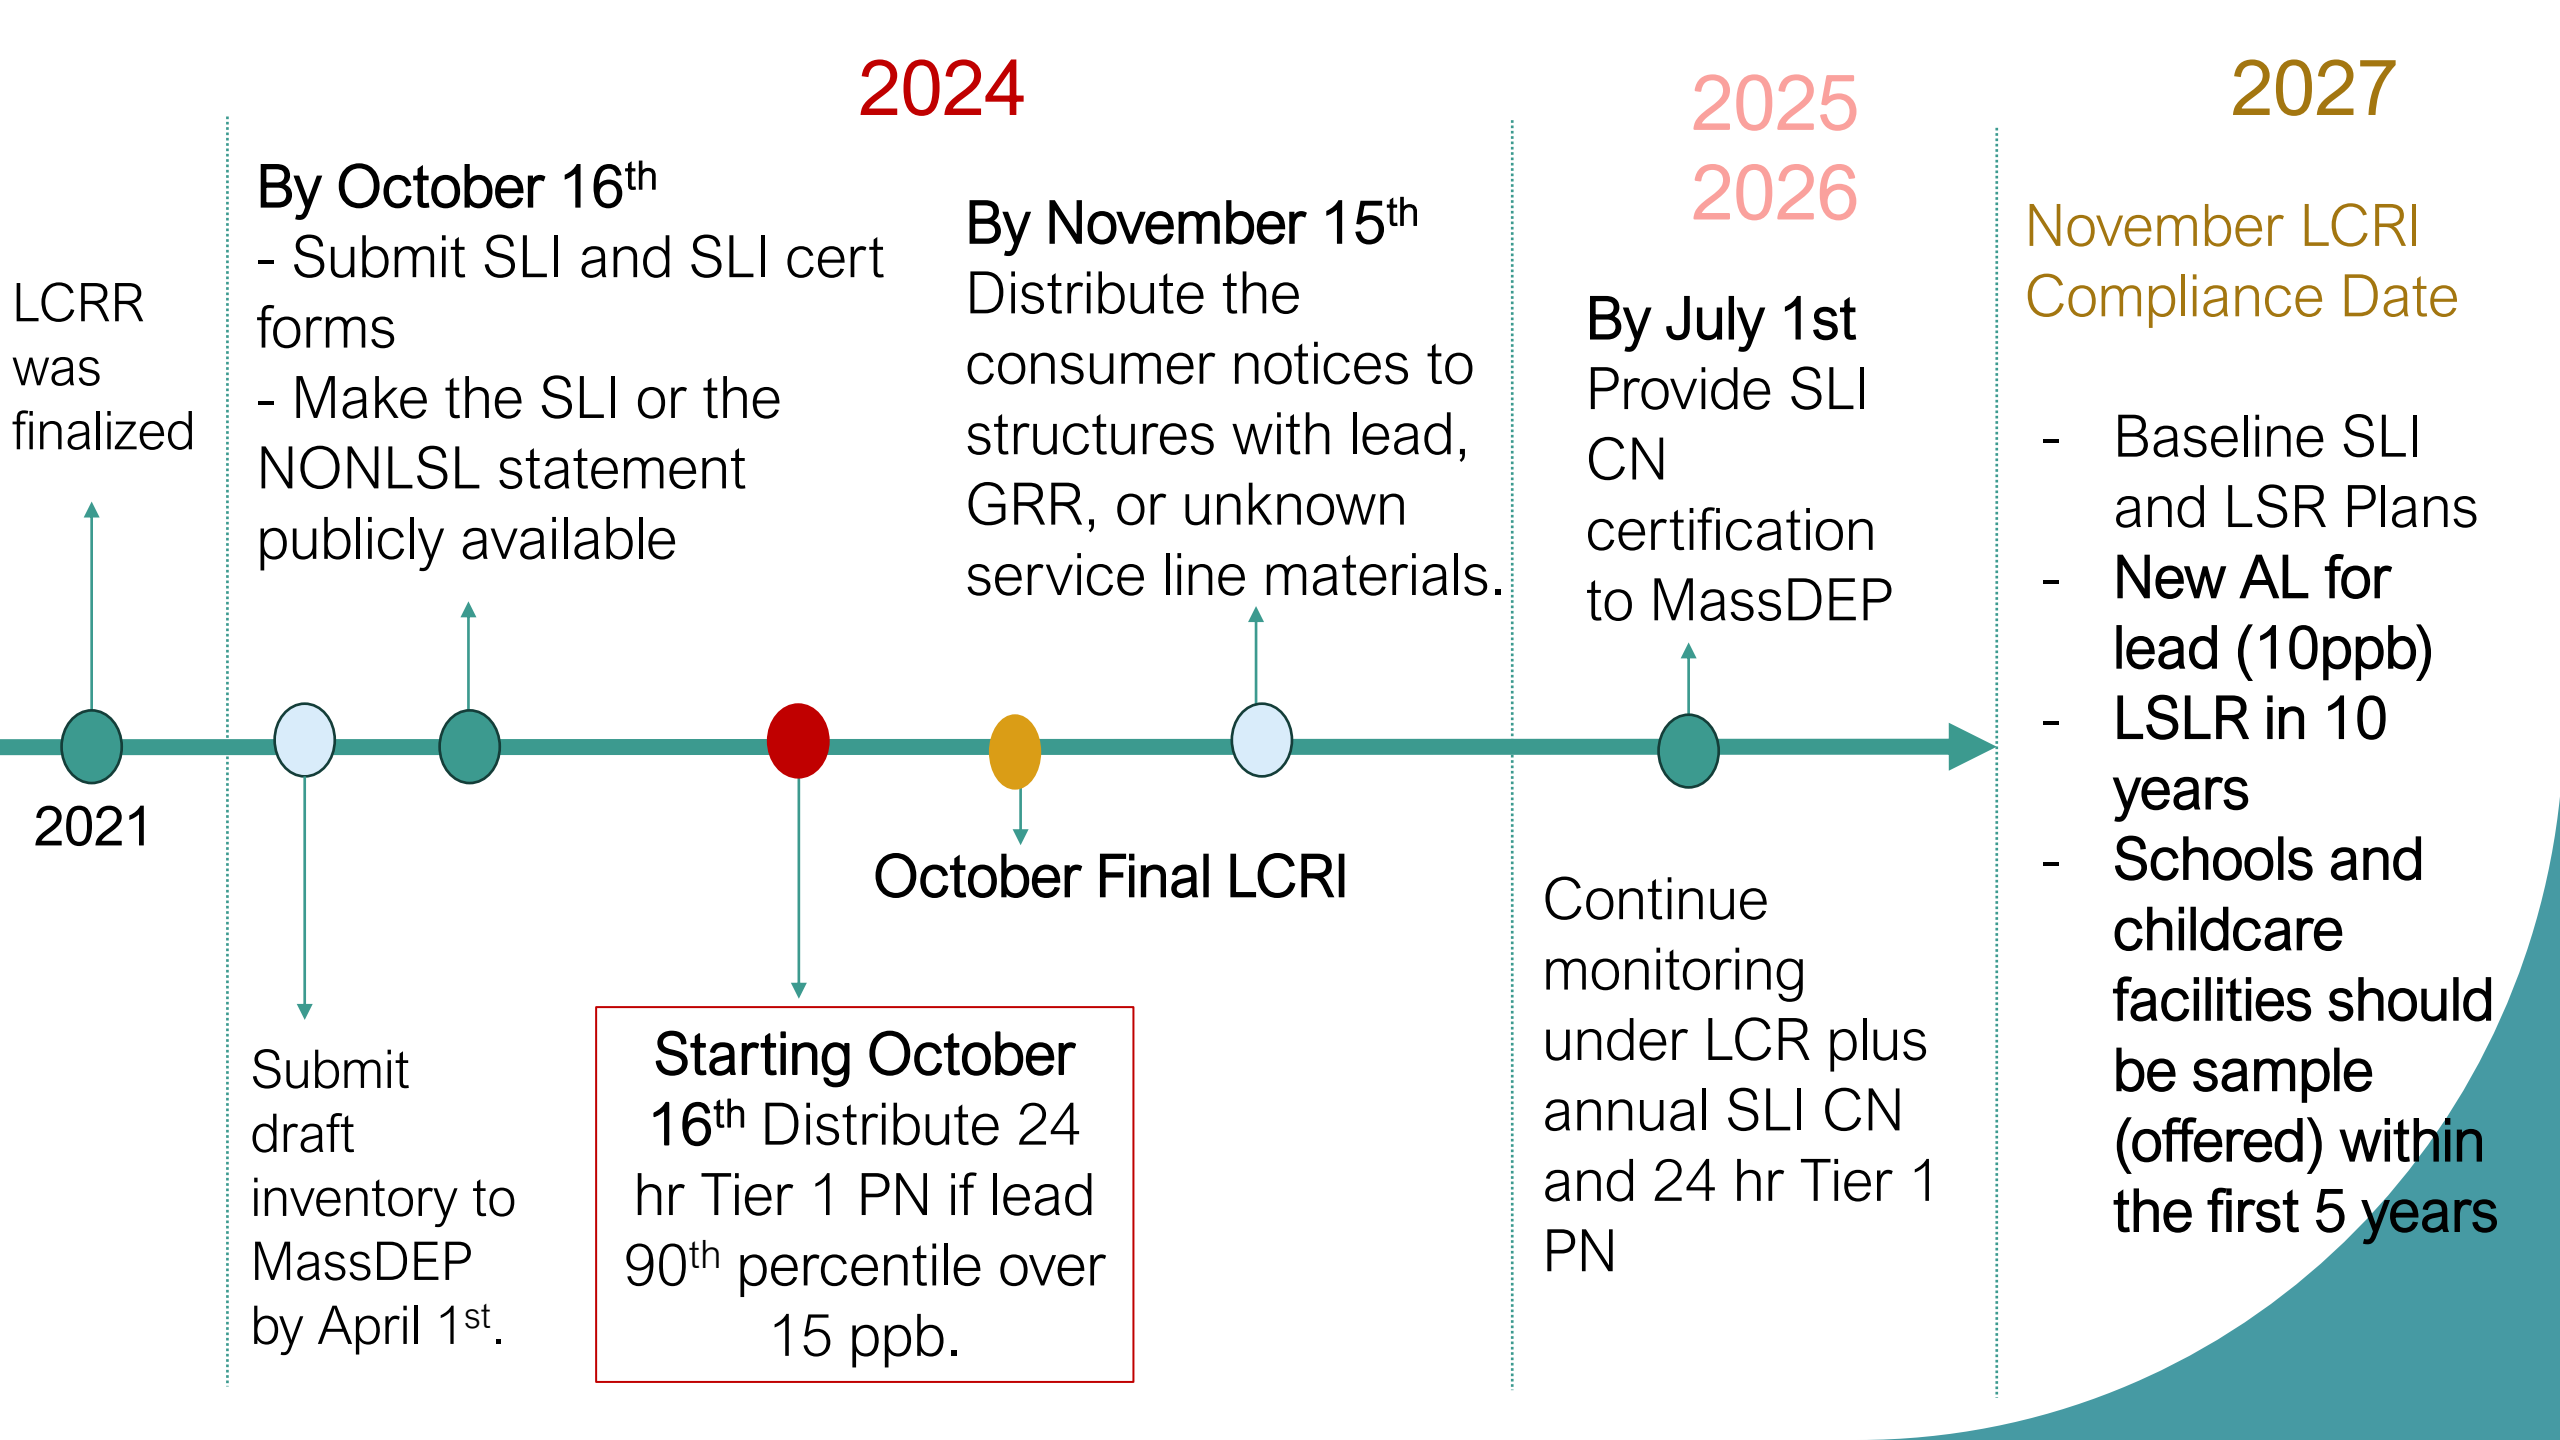 LCRR
was
finalized
2021
2024
By October 16th
- Submit SLI and SLI cert
forms
- Make the SLI or the
NONLSL statement
publicly available
By November 15th
Distribute the
consumer notices to
structures with lead,
GRR, or unknown
service line materials.
Submit
draft
inventory to
MassDEP
by April 1st.
Starting October
16th Distribute 24
hr Tier 1 PN if lead
90th percentile over
15 ppb.
October Final LCRI
2025
2026
By July 1st
Provide SLI
CN
certification
to MassDEP
Continue
monitoring
under LCR plus
annual SLI CN
and 24 hr Tier 1
PN
2027
November LCRI
Compliance Date
- Baseline SLI
and LSR Plans
- New AL for
lead (10ppb)
- LSLR in 10
years
- Schools and
childcare
facilities should
be sample
(offered) within
the first 5 years